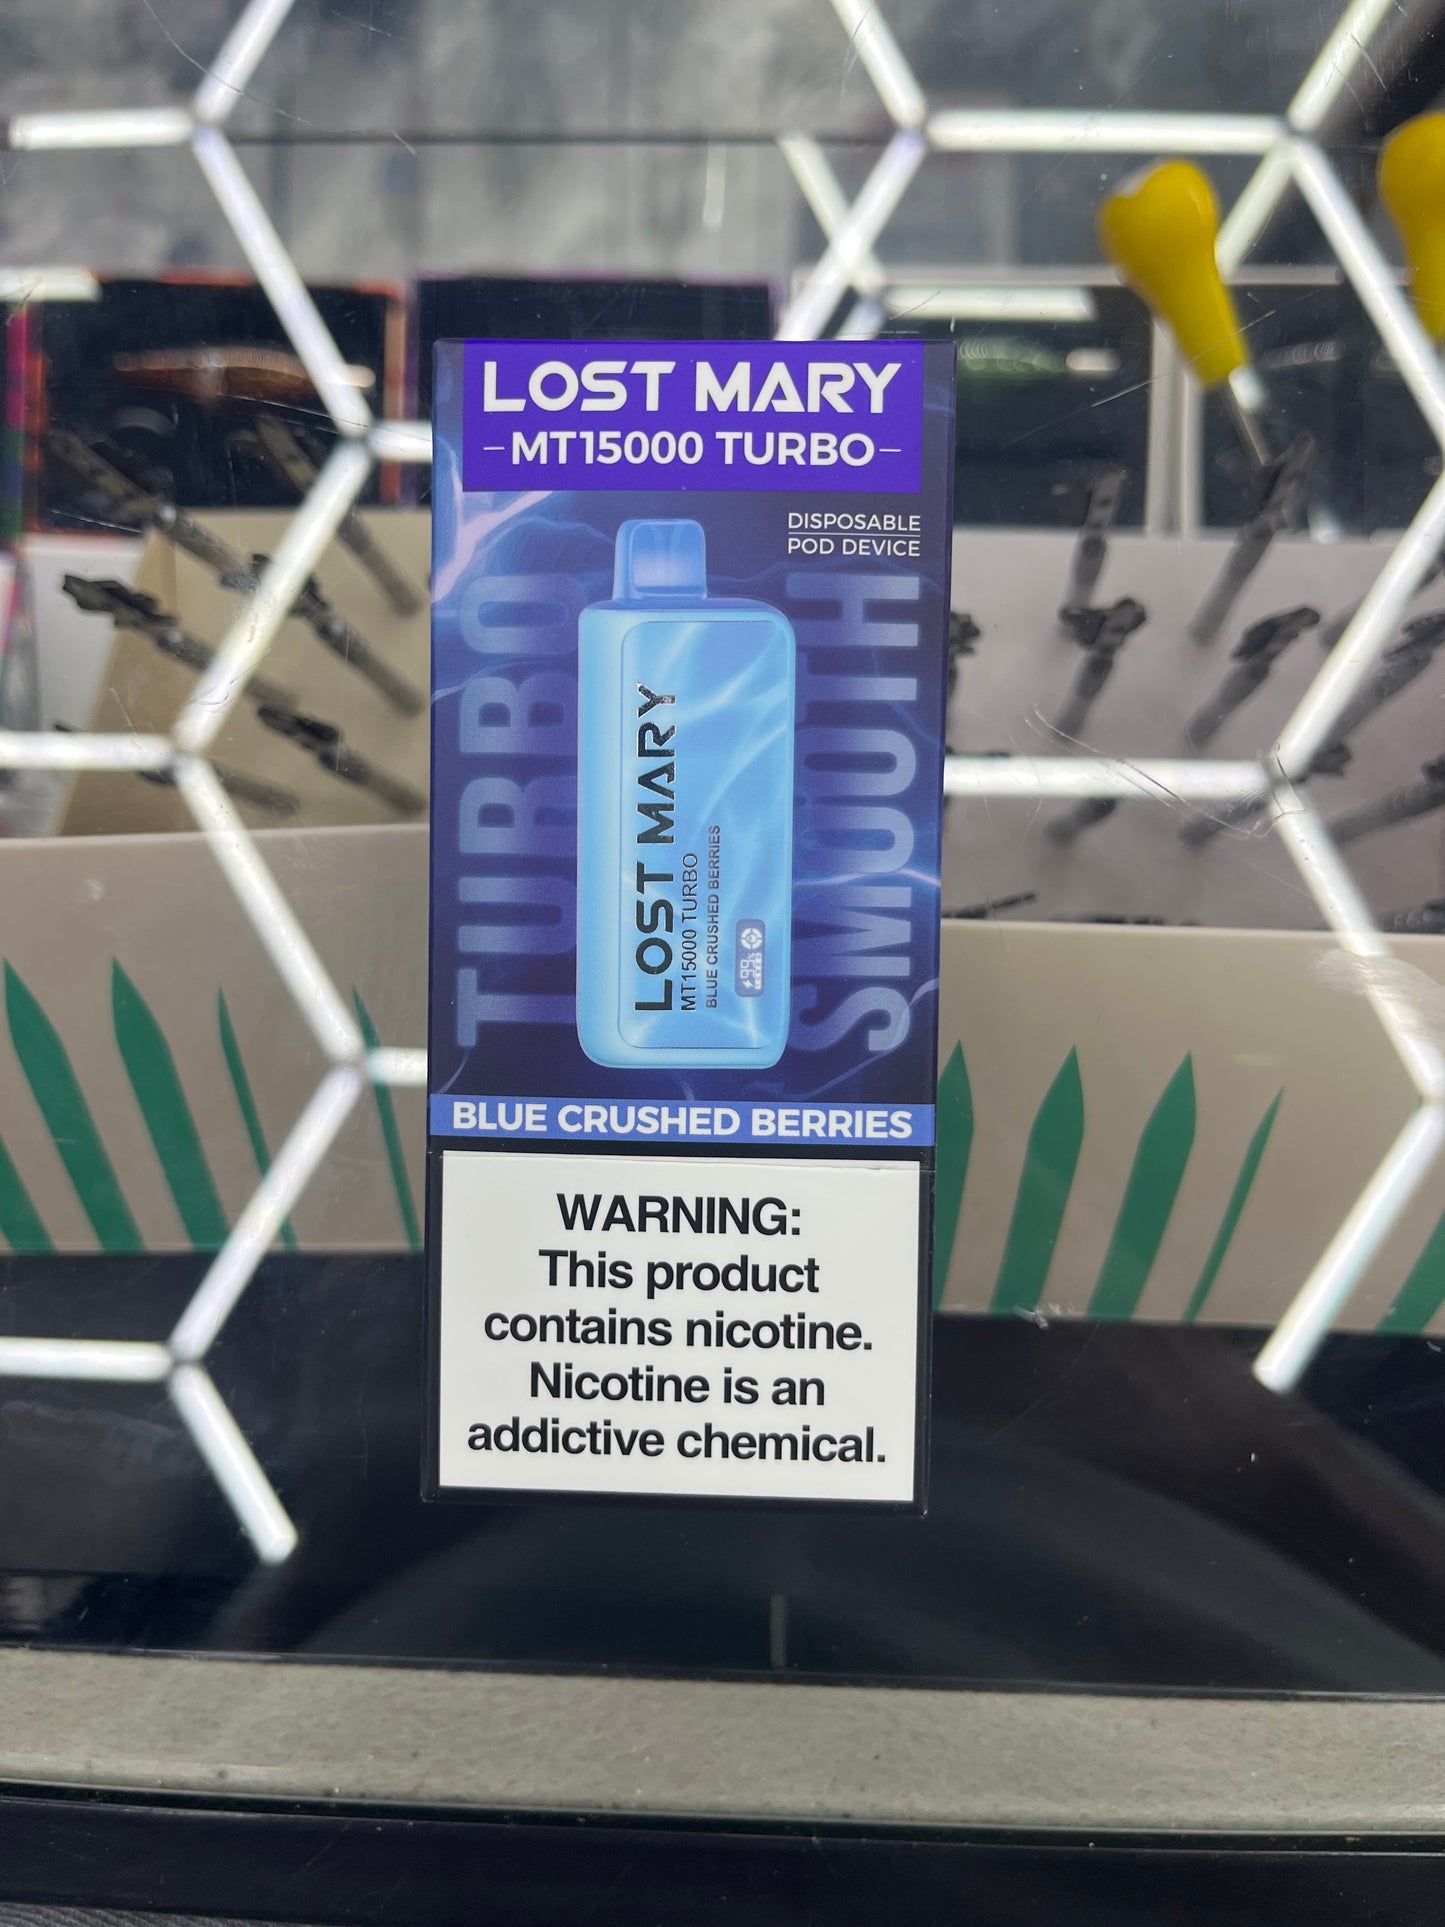 LOST MARY
MT15000 TURBO
DISPOSABLE
POD DEVICE
TURBO
SMOOTH
LOST MARY
MT15000 TURBO
BLUE CRUSHED BERRIES
BLUE CRUSHED BERRIES
WARNING:
This product
contains nicotine.
Nicotine is an
addictive chemical.